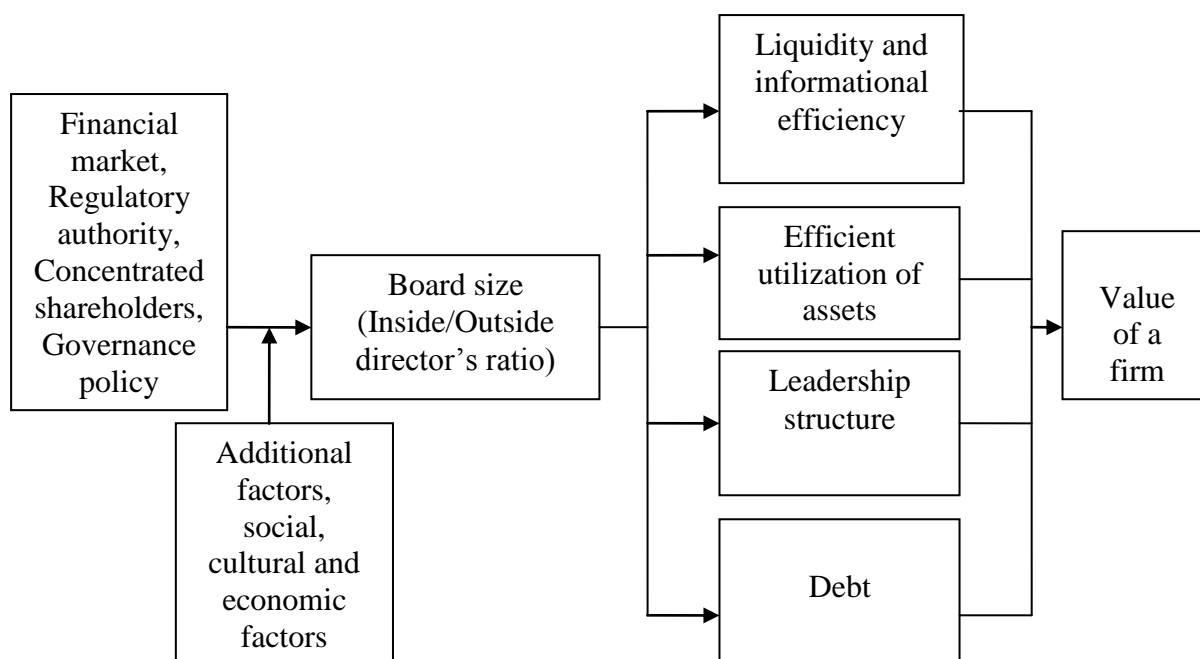 Financial
market,
Regulatory
authority,
Concentrated
shareholders,
Governance
policy
Additional
factors,
social,
cultural and
economic
factors
Board size
(Inside/Outside
director’s ratio)
Liquidity and
informational
efficiency
Efficient
utilization of
assets
Leadership
structure
Debt
Value
of a
firm